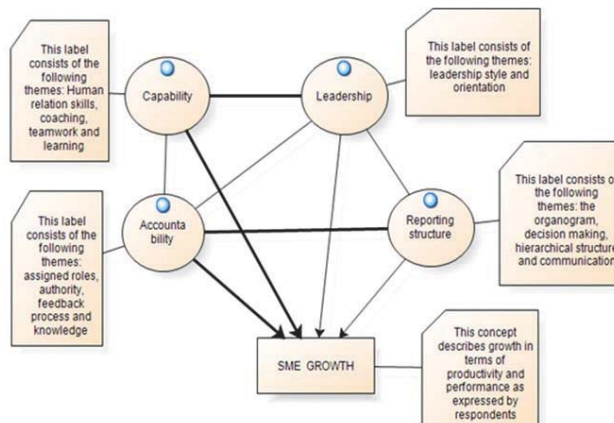 This label
consists of the
following
themes: Human
relation skills,
coaching,
teamwork and
learning
Capability
Leadership
This label consists of
the following themes:
leadership style and
orientation
This label
consists of the
following
themes:
assigned roles,
authority,
feedback
process and
knowledge
Accounta
bility
Reporting
structure
This label consists of
the following
themes: the
organogram,
decision making,
hierarchical structure
and communication
SME GROWTH
This concept
describes growth in
terms of
productivity and
performance as
expressed by
respondents